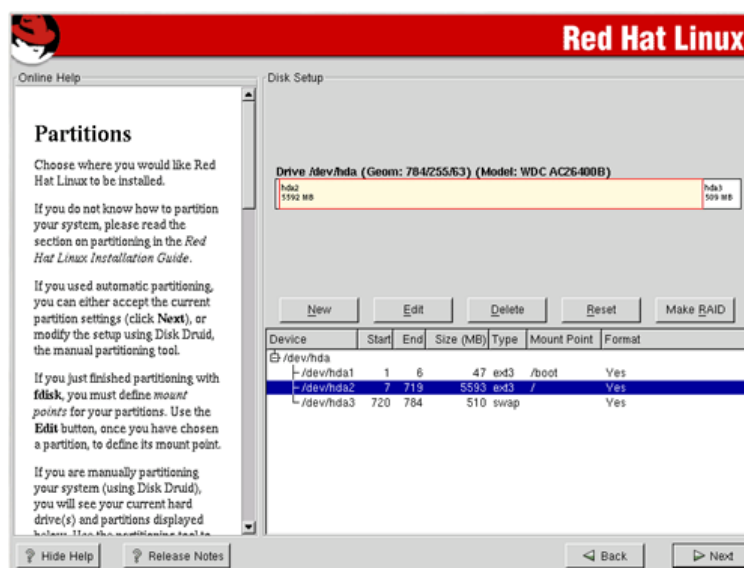 Red Hat Linux
Online Help
Partitions
Choose where you would like Red
Hat Linux to be installed.
If you do not know how to partition
your system, please read the
section on partitioning in the Red
Hat Linux Installation Guide.
If you used automatic partitioning,
you can either accept the current
partition settings (click Next), or
modify the setup using Disk Druid,
the manual partitioning tool.
If you just finished partitioning with
fdisk, you must define mount
points for your partitions. Use the
Edit button, once you have chosen
a partition, to define its mount point.
If you are manually partitioning
your system (using Disk Druid),
you will see your current hard
drive(s) and partitions displayed
below. Use the partitioning tool to
Disk Setup
Drive /dev/hda (Geom: 784/255/63) (Model: WDC AC26400B)
hda2
5592 MB
hda3
509 MB
New Edit Delete Reset Make RAID
Device Start End Size (MB) Type Mount Point Format
/dev/hda
/dev/hda1 1 6 47 ext3 /boot Yes
/dev/hda2 7 719 5593 ext3 / Yes
/dev/hda3 720 784 510 swap Yes
Hide Help Release Notes Back Next